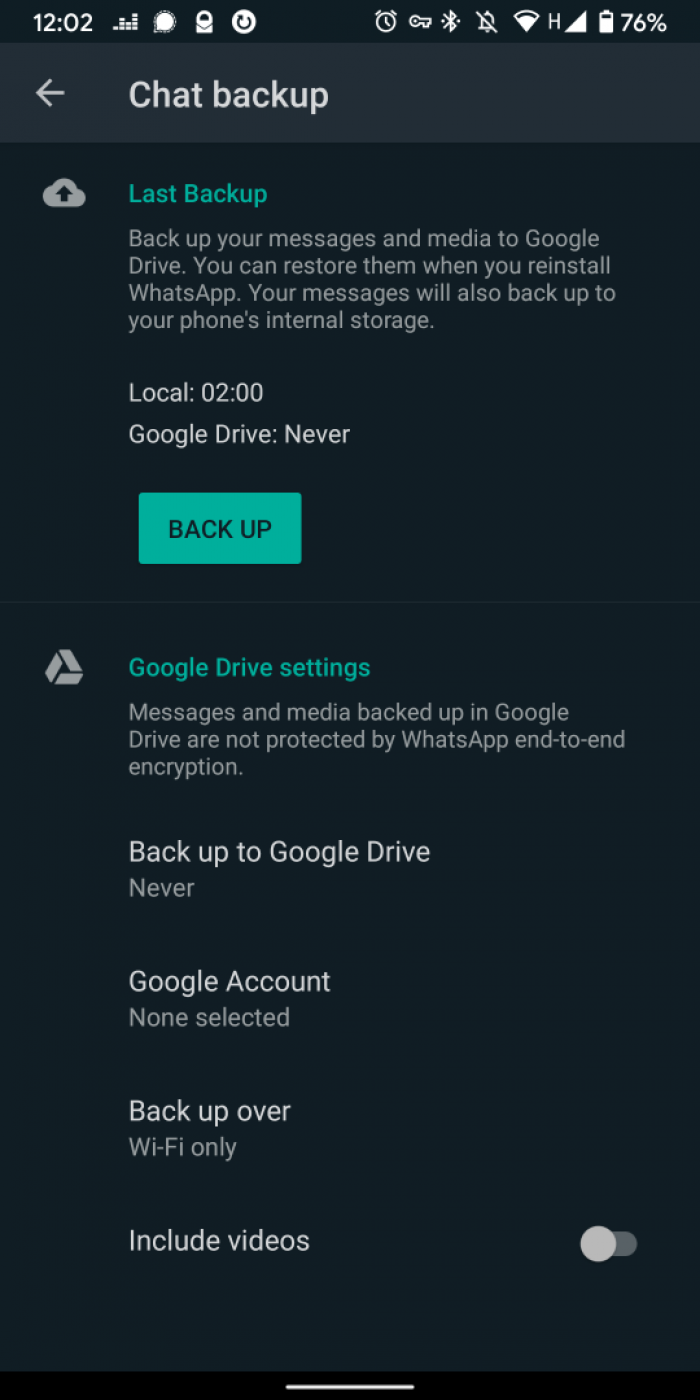 12:02
H
76%
Chat backup
Last Backup
Back up your messages and media to Google
Drive. You can restore them when you reinstall
WhatsApp. Your messages will also back up to
your phone's internal storage.
Local: 02:00
Google Drive: Never
BACK UP
Google Drive settings
Messages and media backed up in Google
Drive are not protected by WhatsApp end-to-end
encryption.
Back up to Google Drive
Never
Google Account
None selected
Back up over
Wi-Fi only
Include videos